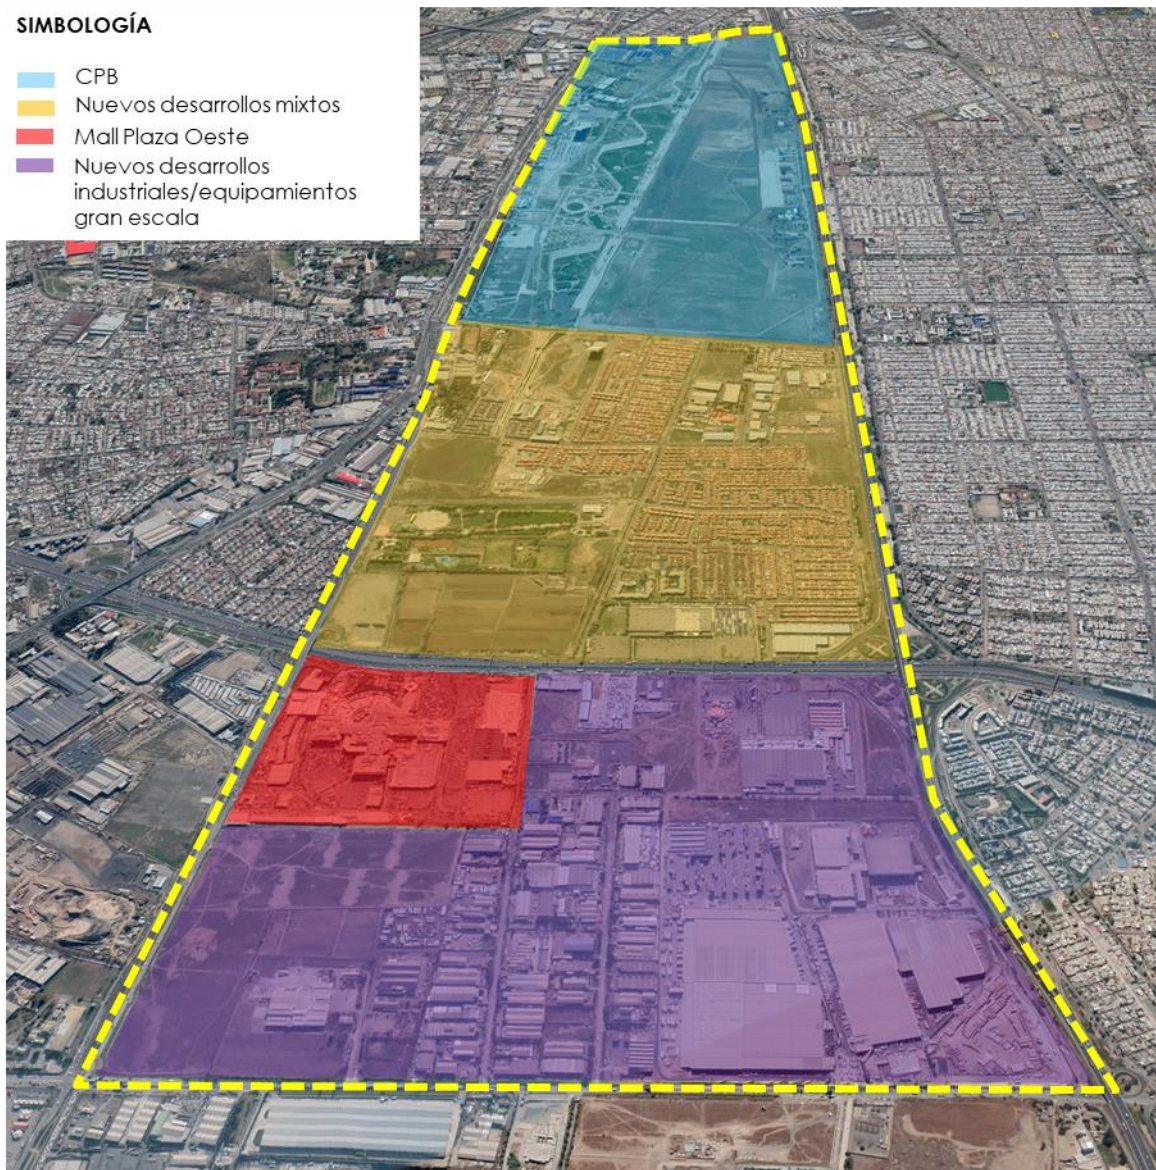 SIMBOLOGÍA
CPB
Nuevos desarrollos mixtos
Mall Plaza Oeste
Nuevos desarrollos
industriales/equipamientos
gran escala